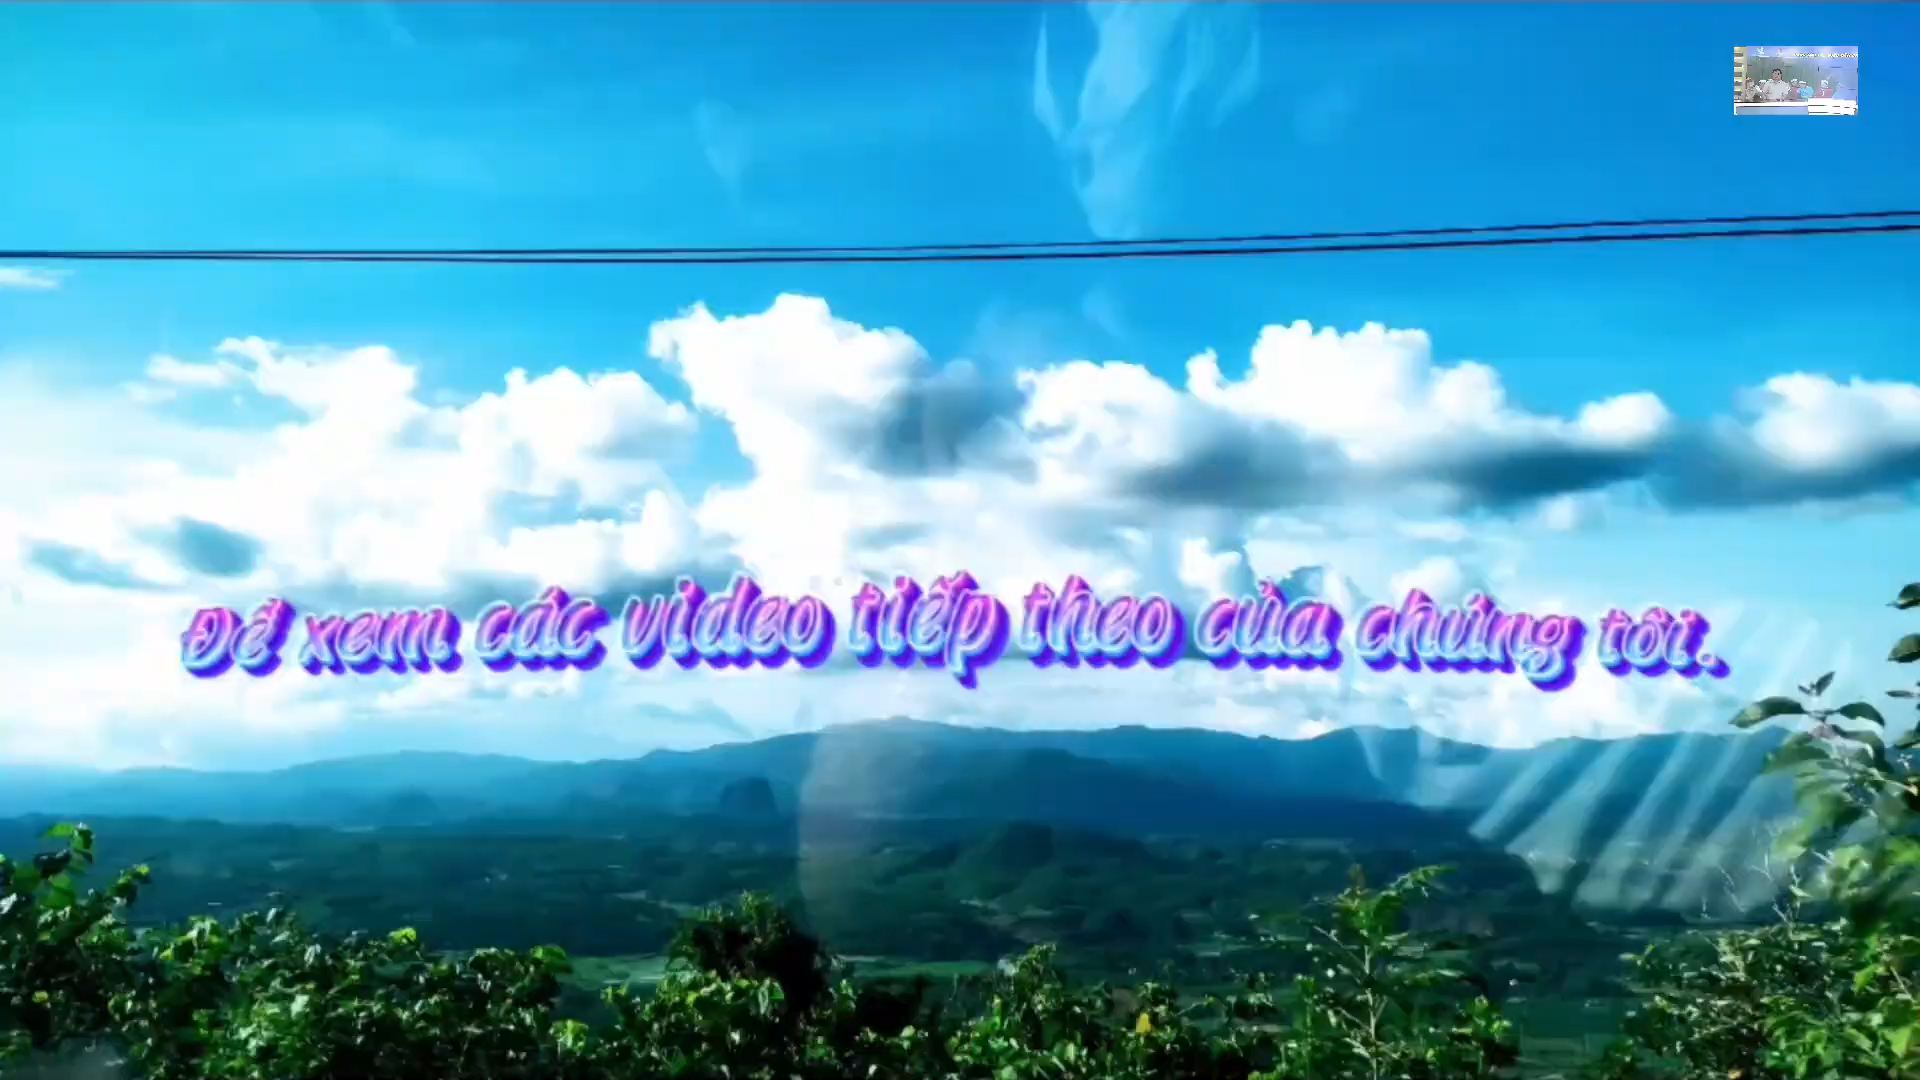 Để xem các video tiếp theo của chúng tôi.